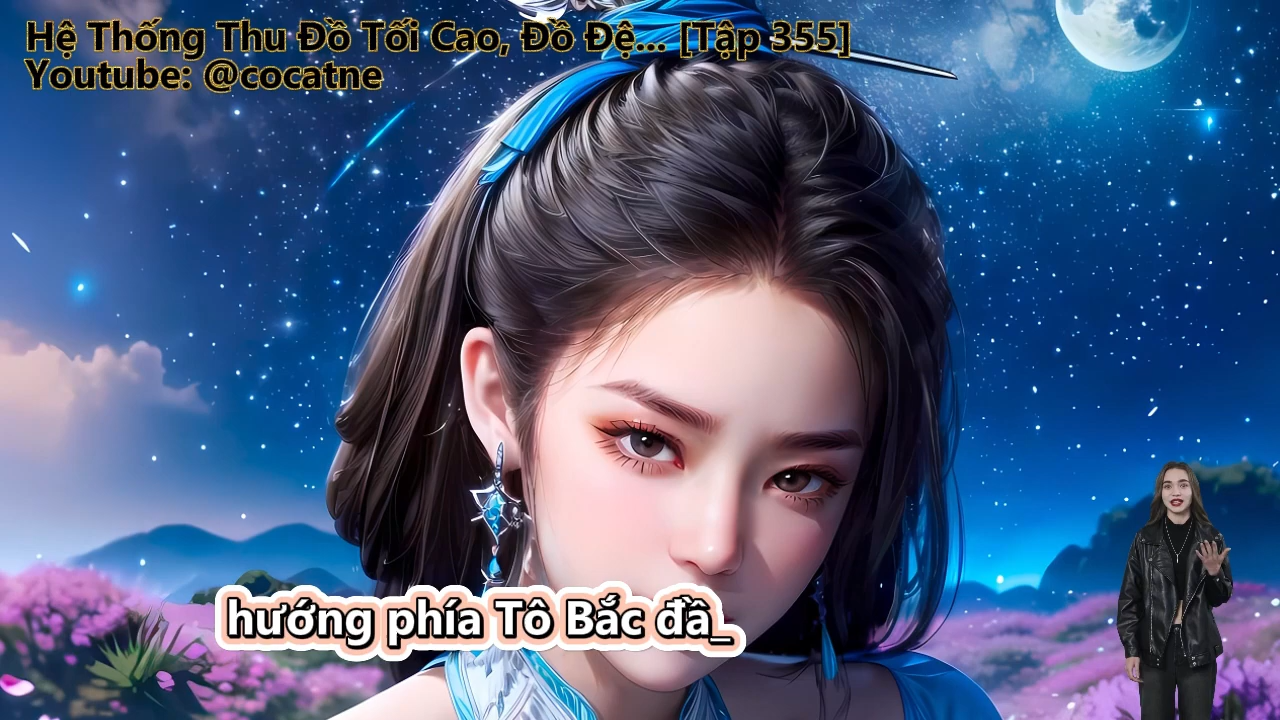 Hệ Thống Thu Đồ Tối Cao, Đồ Đệ... [Tập 355]
Youtube: @cocatne
hướng phía Tô Bắc đầ_